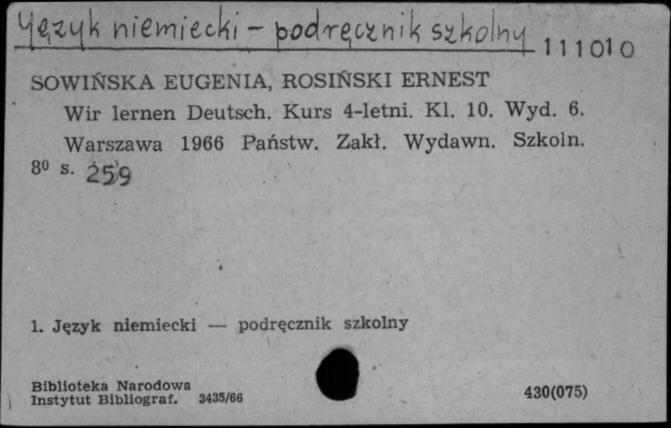 Język niemiecki – podręcznik szkolny
111010
SOWIŃSKA EUGENIA, ROSIŃSKI ERNEST
Wir lernen Deutsch. Kurs 4-letni. Kl. 10. Wyd. 6.
Warszawa 1966 Państw. Zakł. Wydawn. Szkoln.
8⁰ s. 259
1. Język niemiecki — podręcznik szkolny
Biblioteka Narodowa
Instytut Bibliograf. 3435/66
430(075)